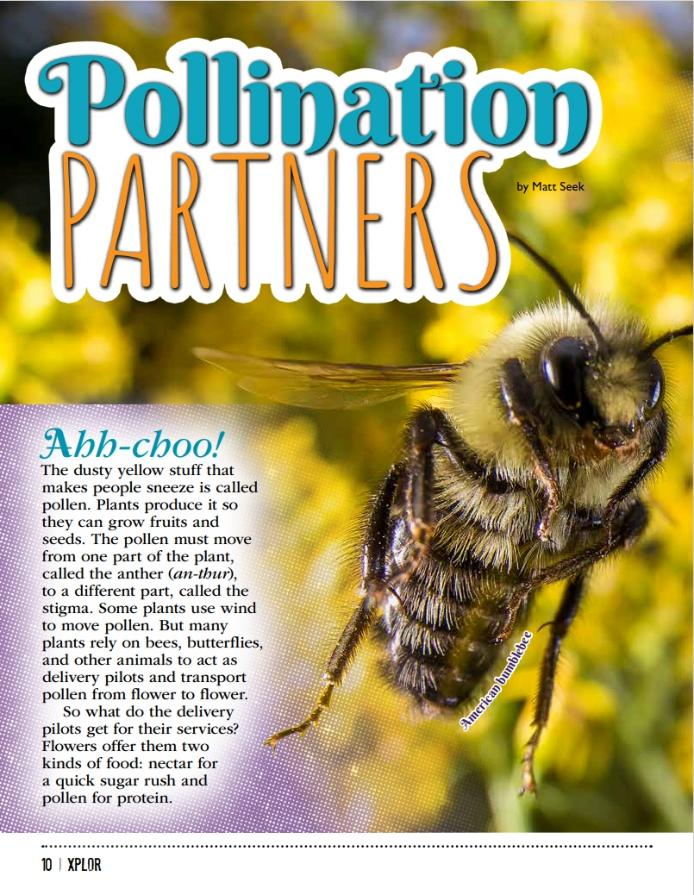 Pollination
PARTNERS
by Matt Seek
Ahh-choo!
The dusty yellow stuff that
makes people sneeze is called
pollen. Plants produce it so
they can grow fruits and
seeds. The pollen must move
from one part of the plant,
called the anther (an-thur),
to a different part, called the
stigma. Some plants use wind
to move pollen. But many
plants rely on bees, butterflies,
and other animals to act as
delivery pilots and transport
pollen from flower to flower.
So what do the delivery
pilots get for their services?
Flowers offer them two
kinds of food: nectar for
a quick sugar rush and
pollen for protein.
American bumblebee
10 | XPLOR